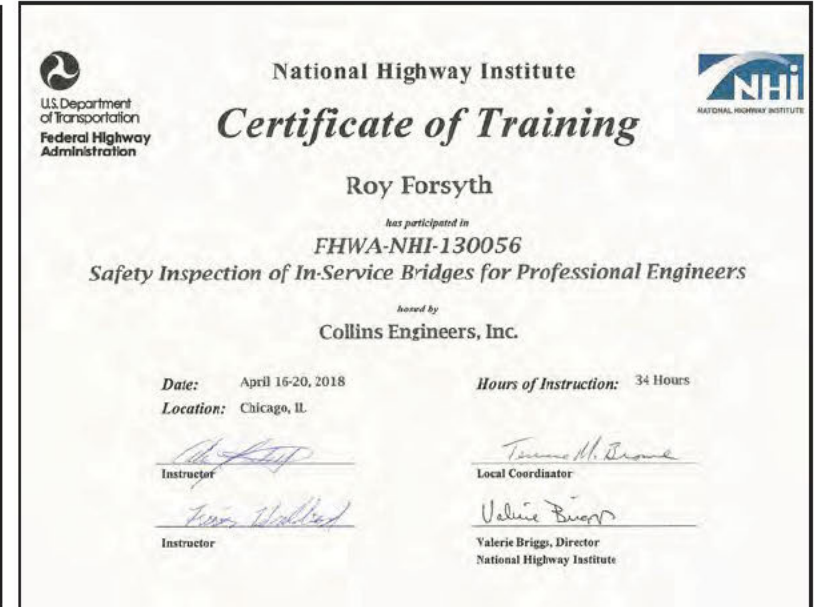 U.S. Department
of Transportation
Federal Highway
Administration
National Highway Institute
NHi
NATIONAL HIGHWAY INSTITUTE
Certificate of Training
Roy Forsyth
has participated in
FHWA-NHI-130056
Safety Inspection of In-Service Bridges for Professional Engineers
hosted by
Collins Engineers, Inc.
Date: April 16-20, 2018
Hours of Instruction: 34 Hours
Location: Chicago, IL
Instructor
Terrence M. Browne
Local Coordinator
Instructor
Valerie Briggs
Valerie Briggs, Director
National Highway Institute